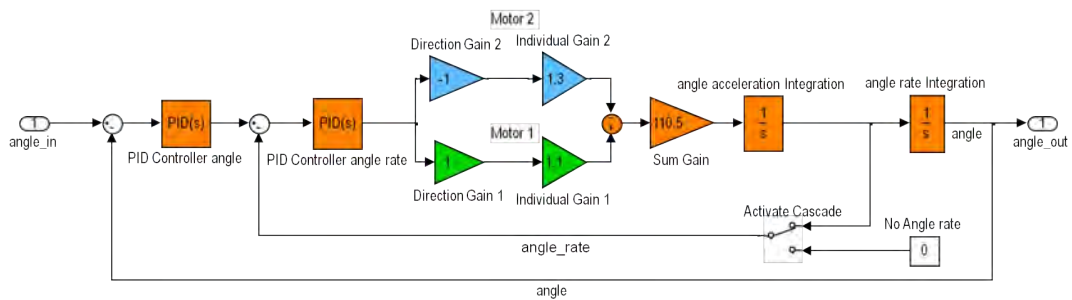 Motor 2
Direction Gain 2
Individual Gain 2
-1
1.3
angle acceleration Integration
angle rate Integration
1
angle_in
PID(s)
PID Controller angle
PID(s)
PID Controller angle rate
110.5
Sum Gain
1
s
1
s
angle
1
angle_out
Motor 1
1
1.1
Direction Gain 1
Individual Gain 1
Activate Cascade
No Angle rate
0
angle_rate
angle